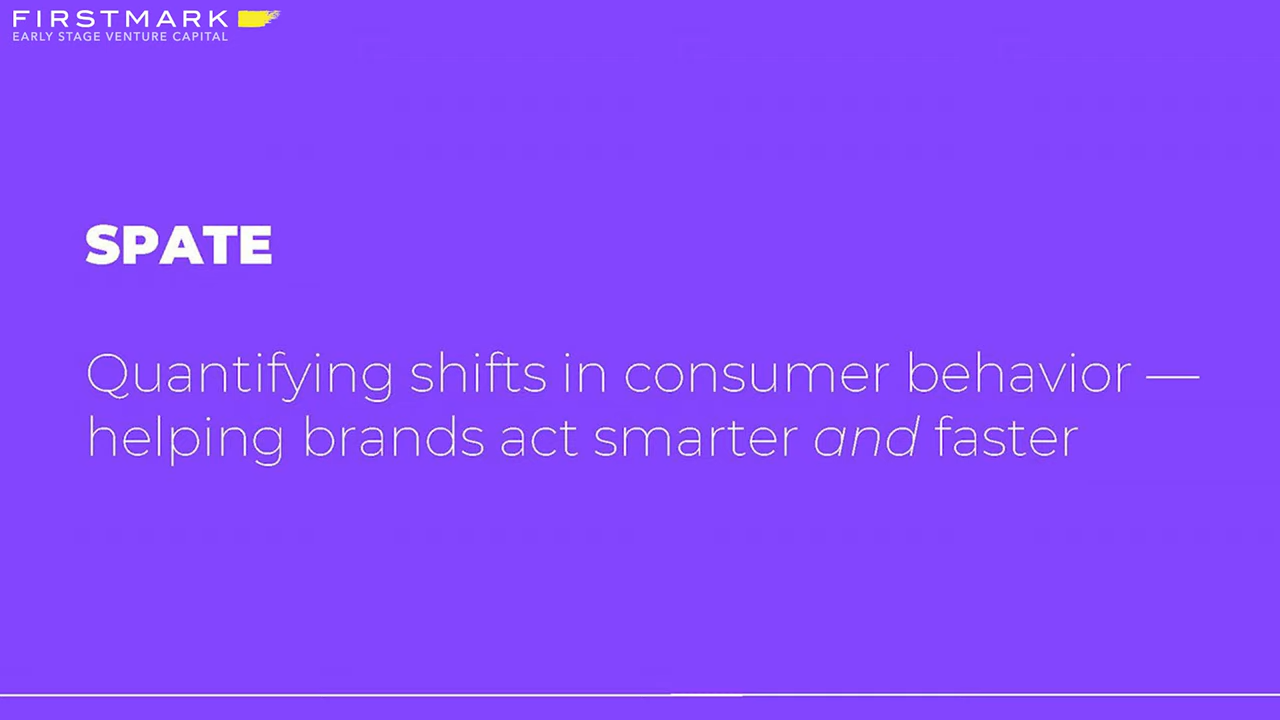 FIRSTMARK
EARLY STAGE VENTURE CAPITAL
SPATE
Quantifying shifts in consumer behavior —
helping brands act smarter and faster